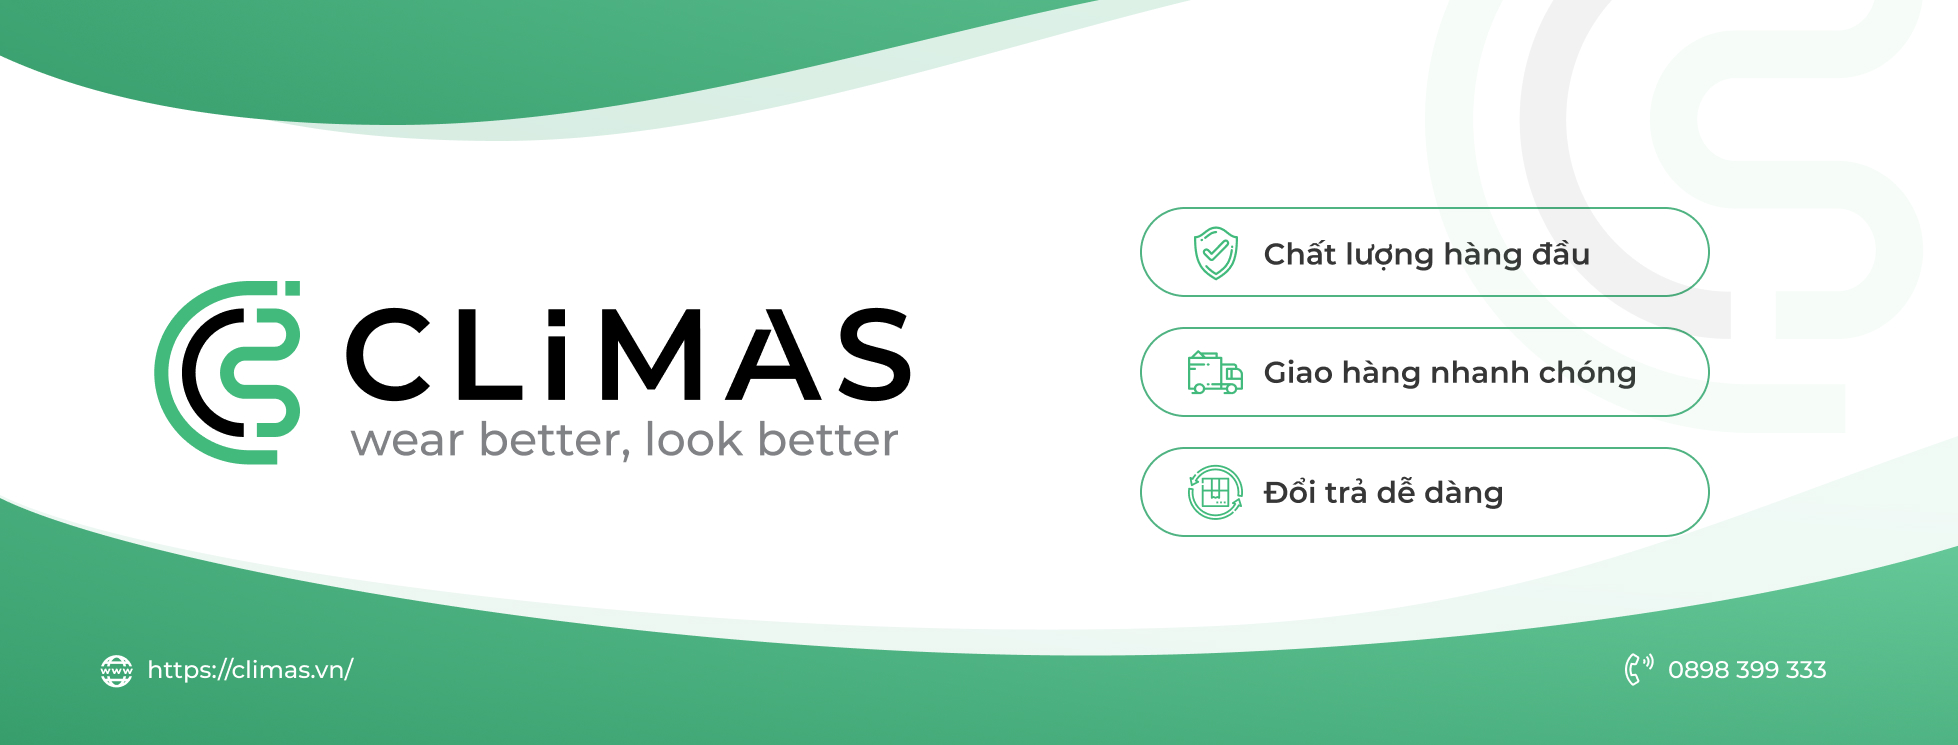 CLiMAS
wear better, look better
Chất lượng hàng đầu
Giao hàng nhanh chóng
Đổi trả dễ dàng
www
https://climas.vn/
0898 399 333